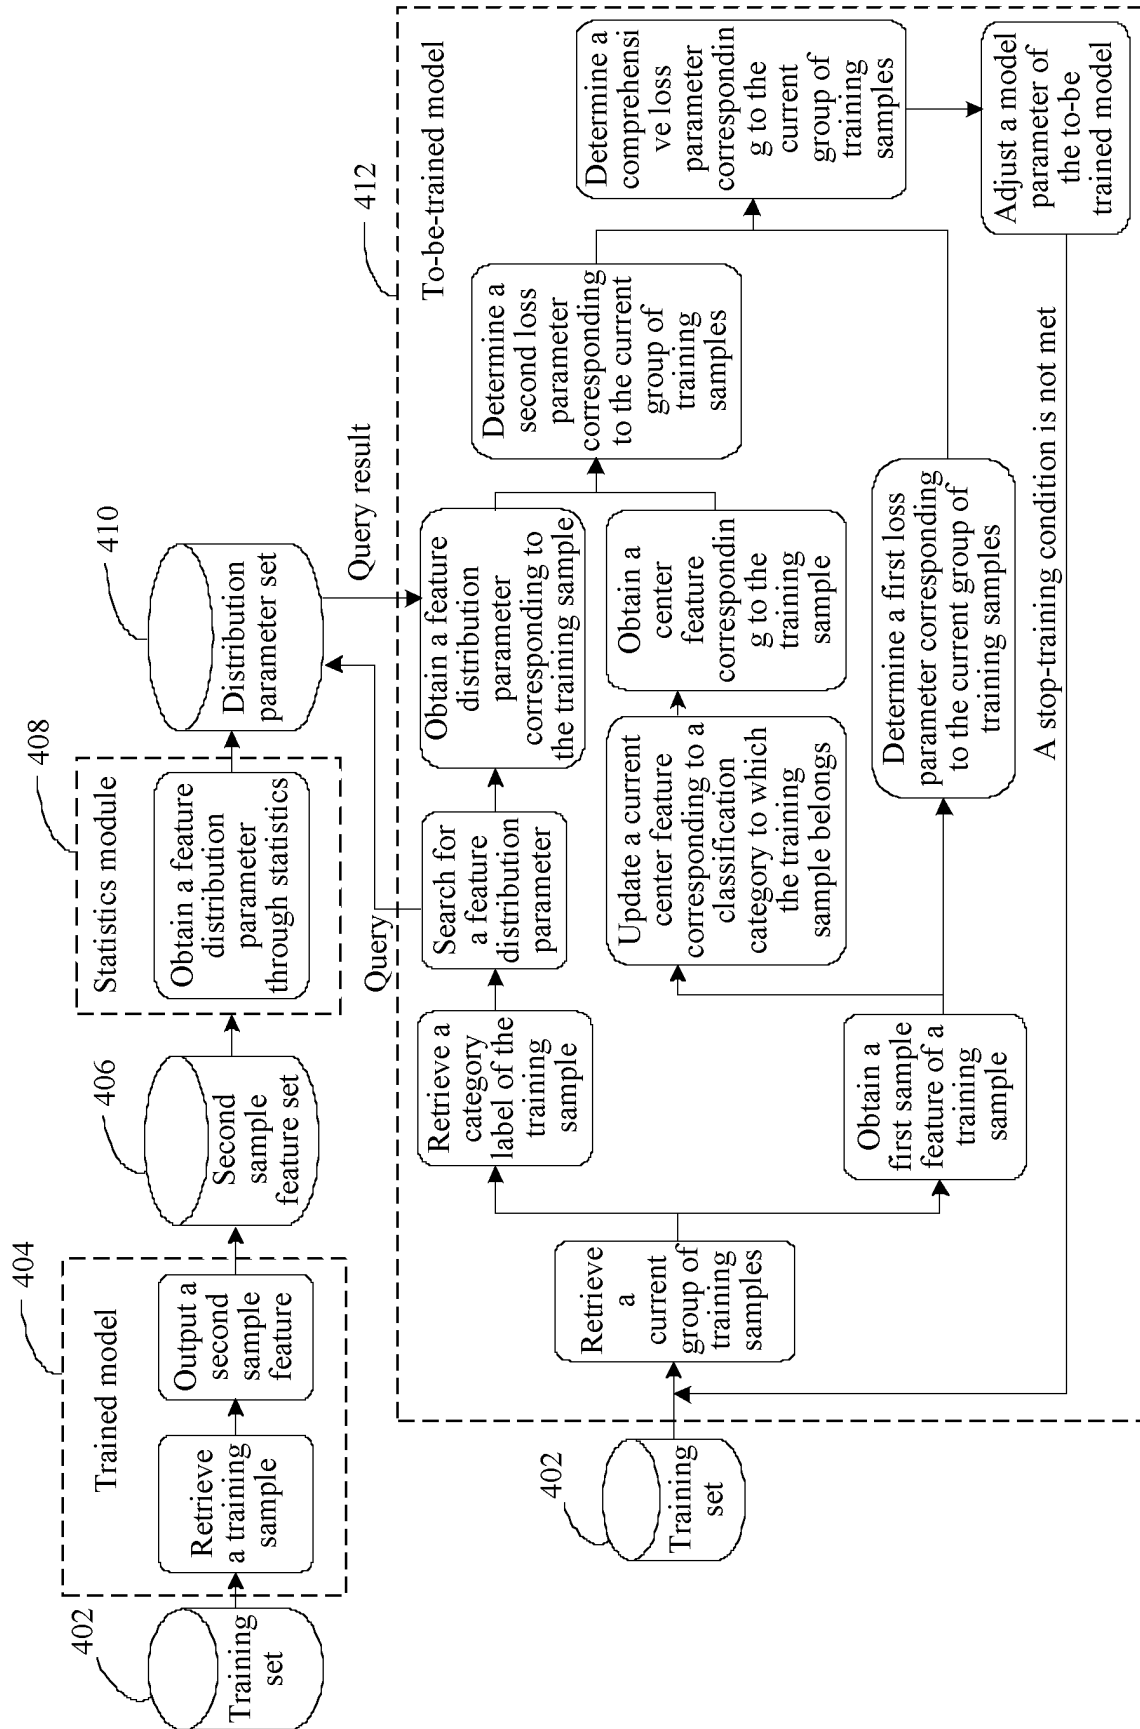 402
Training
set
404
Trained model
Retrieve
a training
sample
Output a
second
sample
feature
406
Second
sample
feature set
408
Statistics module
Obtain a feature
distribution
parameter
through statistics
410
Distribution
parameter set
Query
Query result
412
To-be-trained model
402
Training
set
Retrieve
a
current
group of
training
samples
Retrieve a
category
label of the
training
sample
Search for
a feature
distribution
parameter
Obtain a feature
distribution
parameter
corresponding to
the training sample
Obtain a
first sample
feature of a
training
sample
Update a current
center feature
corresponding to a
classification
category to which
the training
sample belongs
Obtain a
center
feature
correspondin
g to the
training
sample
Determine a
second loss
parameter
corresponding
to the current
group of
training
samples
Determine a first loss
parameter corresponding
to the current group of
training samples
Determine a
comprehensi
ve loss
parameter
correspondin
g to the
current
group of
training
samples
Adjust a model
parameter of
the to-be
trained model
A stop-training condition is not met